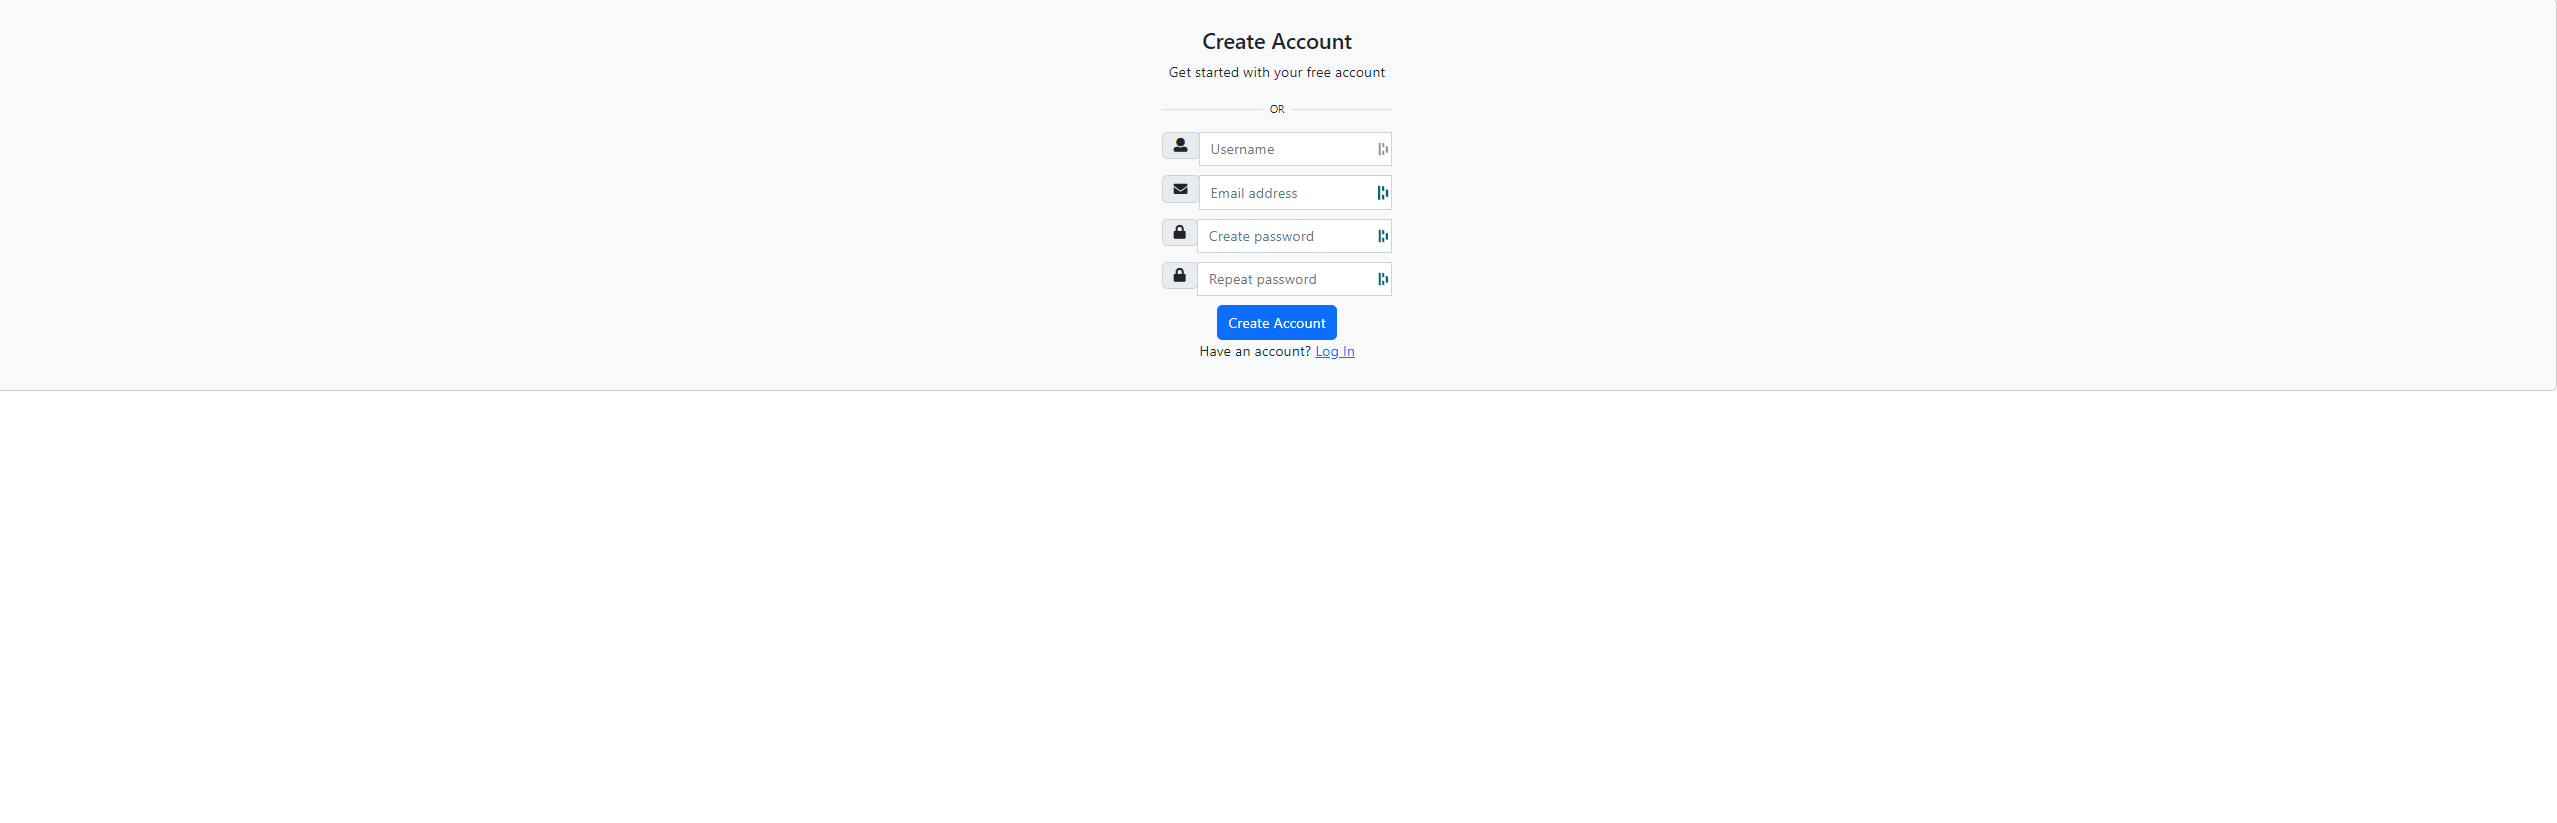 Create Account
Get started with your free account
OR
Username
Email address
Create password
Repeat password
Create Account
Have an account? Log In